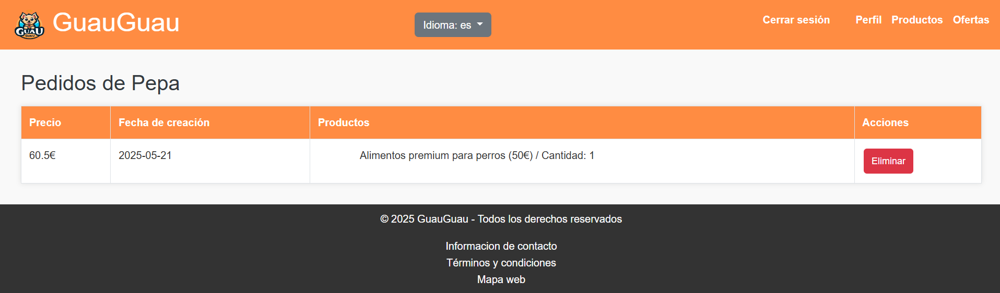 GUAU
GUAU
GuauGuau
Idioma: es
Cerrar sesión Perfil Productos Ofertas
Pedidos de Pepa
Precio Fecha de creación Productos Acciones
60.5€ 2025-05-21 Alimentos premium para perros (50€) / Cantidad: 1 Eliminar
© 2025 GuauGuau - Todos los derechos reservados
Informacion de contacto
Términos y condiciones
Mapa web